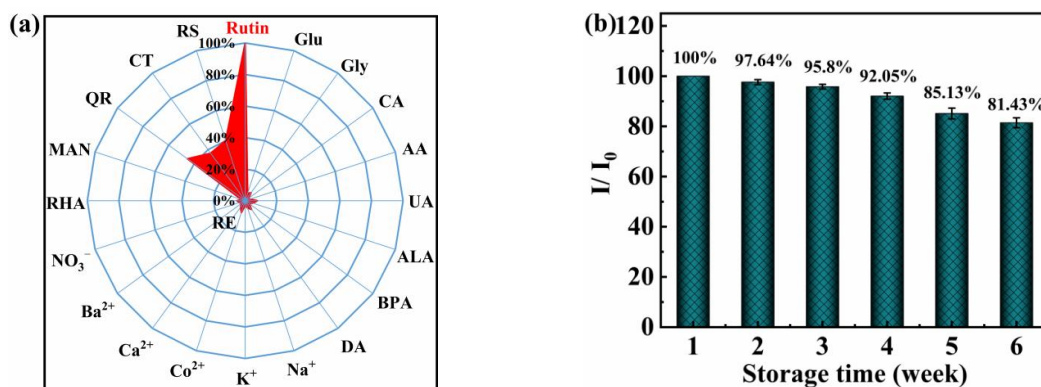 (a)
Rutin
Glu
Gly
CA
AA
UA
ALA
BPA
DA
Na⁺
K⁺
Co²⁺
Ca²⁺
Ba²⁺
NO₃⁻
RHA
MAN
QR
CT
RS
100%
80%
60%
40%
20%
0%
RE
(b)
I/ I₀
120
100
80
60
40
20
0
100%
97.64%
95.8%
92.05%
85.13%
81.43%
1 2 3 4 5 6
Storage time (week)